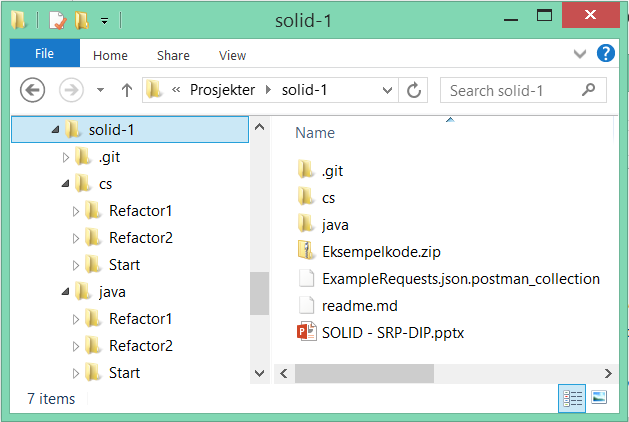 solid-1
File Home Share View
« Prosjekter solid-1 Search solid-1
solid-1
.git
cs
Refactor1
Refactor2
Start
java
Refactor1
Refactor2
Start
Name
.git
cs
java
Eksempelkode.zip
ExampleRequests.json.postman_collection
readme.md
SOLID - SRP-DIP.pptx
7 items